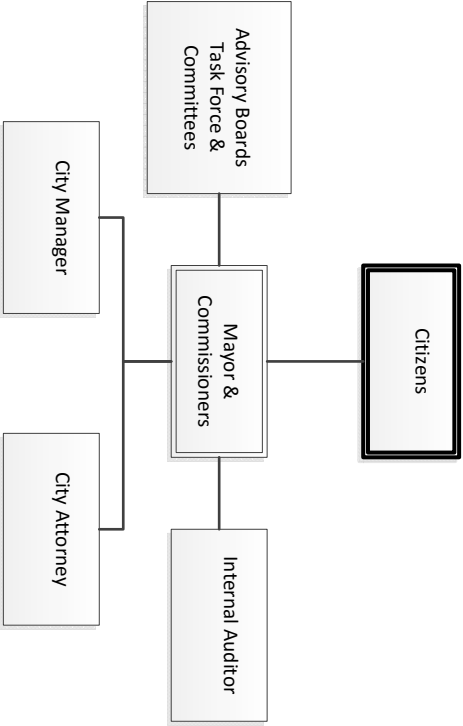 Citizens
Advisory Boards
Task Force &
Committees
Mayor &
Commissioners
Internal Auditor
City Manager
City Attorney